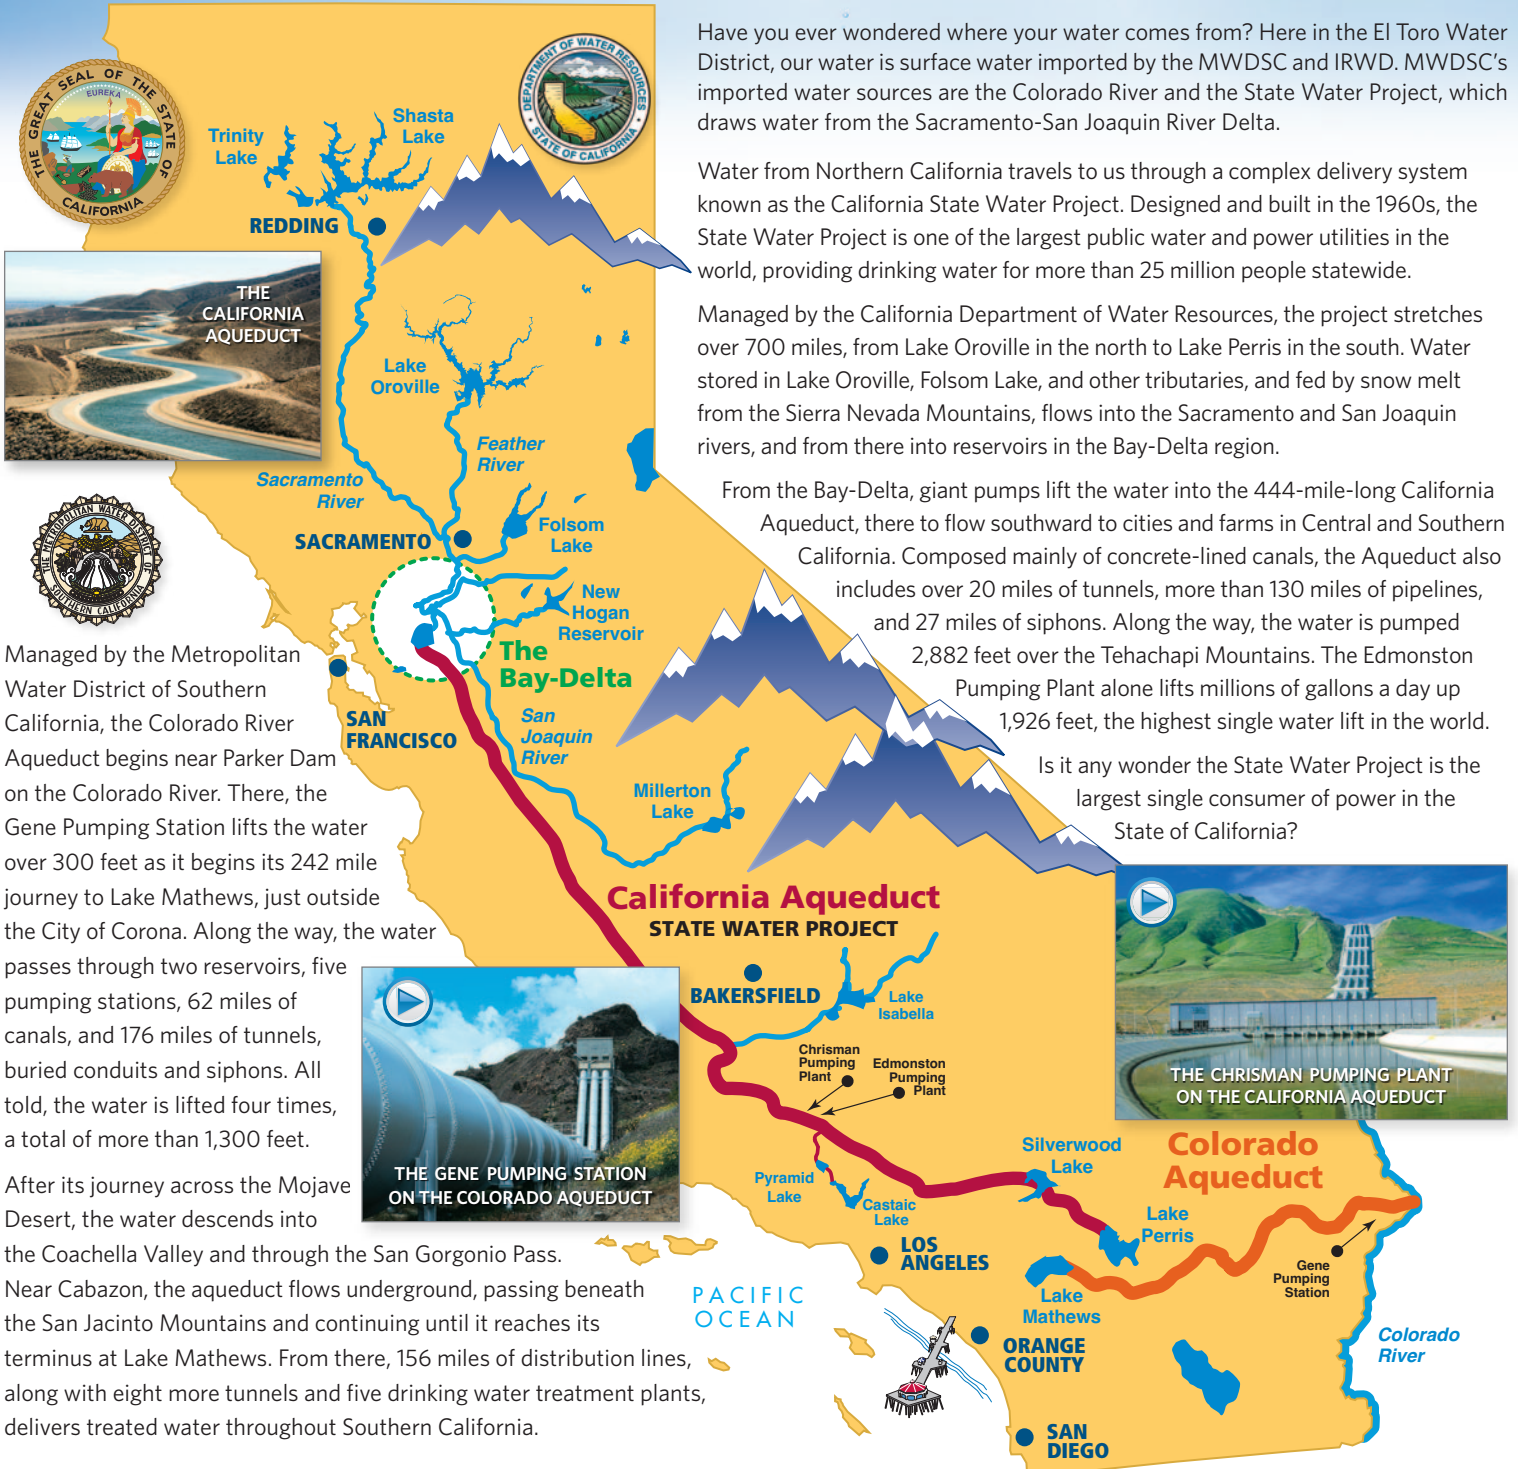 Have you ever wondered where your water comes from? Here in the El Toro Water
District, our water is surface water imported by the MWDSC and IRWD. MWDSC's
imported water sources are the Colorado River and the State Water Project, which
draws water from the Sacramento-San Joaquin River Delta.
Water from Northern California travels to us through a complex delivery system
known as the California State Water Project. Designed and built in the 1960s, the
State Water Project is one of the largest public water and power utilities in the
world, providing drinking water for more than 25 million people statewide.
Managed by the California Department of Water Resources, the project stretches
over 700 miles, from Lake Oroville in the north to Lake Perris in the south. Water
stored in Lake Oroville, Folsom Lake, and other tributaries, and fed by snow melt
from the Sierra Nevada Mountains, flows into the Sacramento and San Joaquin
rivers, and from there into reservoirs in the Bay-Delta region.
From the Bay-Delta, giant pumps lift the water into the 444-mile-long California
Aqueduct, there to flow southward to cities and farms in Central and Southern
California. Composed mainly of concrete-lined canals, the Aqueduct also
includes over 20 miles of tunnels, more than 130 miles of pipelines,
and 27 miles of siphons. Along the way, the water is pumped
2,882 feet over the Tehachapi Mountains. The Edmonston
Pumping Plant alone lifts millions of gallons a day up
1,926 feet, the highest single water lift in the world.
Is it any wonder the State Water Project is the
largest single consumer of power in the
State of California?
THE GREAT SEAL OF THE STATE OF CALIFORNIA
EUREKA
DEPARTMENT OF WATER RESOURCES
STATE OF CALIFORNIA
Trinity
Lake
Shasta
Lake
REDDING
THE
CALIFORNIA
AQUEDUCT
Lake
Oroville
Feather
River
Sacramento
River
THE METROPOLITAN WATER DISTRICT OF
SOUTHERN CALIFORNIA
SACRAMENTO
Folsom
Lake
New
Hogan
Reservoir
The
Bay-Delta
SAN
FRANCISCO
San
Joaquin
River
Millerton
Lake
Managed by the Metropolitan
Water District of Southern
California, the Colorado River
Aqueduct begins near Parker Dam
on the Colorado River. There, the
Gene Pumping Station lifts the water
over 300 feet as it begins its 242 mile
journey to Lake Mathews, just outside
the City of Corona. Along the way, the water
passes through two reservoirs, five
pumping stations, 62 miles of
canals, and 176 miles of tunnels,
buried conduits and siphons. All
told, the water is lifted four times,
a total of more than 1,300 feet.
After its journey across the Mojave
Desert, the water descends into
the Coachella Valley and through the San Gorgonio Pass.
Near Cabazon, the aqueduct flows underground, passing beneath
the San Jacinto Mountains and continuing until it reaches its
terminus at Lake Mathews. From there, 156 miles of distribution lines,
along with eight more tunnels and five drinking water treatment plants,
delivers treated water throughout Southern California.
California Aqueduct
STATE WATER PROJECT
BAKERSFIELD
Lake
Isabella
Chrisman
Pumping
Plant
Edmonston
Pumping
Plant
THE GENE PUMPING STATION
ON THE COLORADO AQUEDUCT
THE CHRISMAN PUMPING PLANT
ON THE CALIFORNIA AQUEDUCT
Pyramid
Lake
Castaic
Lake
Silverwood
Lake
Colorado
Aqueduct
Lake
Perris
LOS
ANGELES
Gene
Pumping
Station
Lake
Mathews
PACIFIC
OCEAN
ORANGE
COUNTY
Colorado
River
SAN
DIEGO